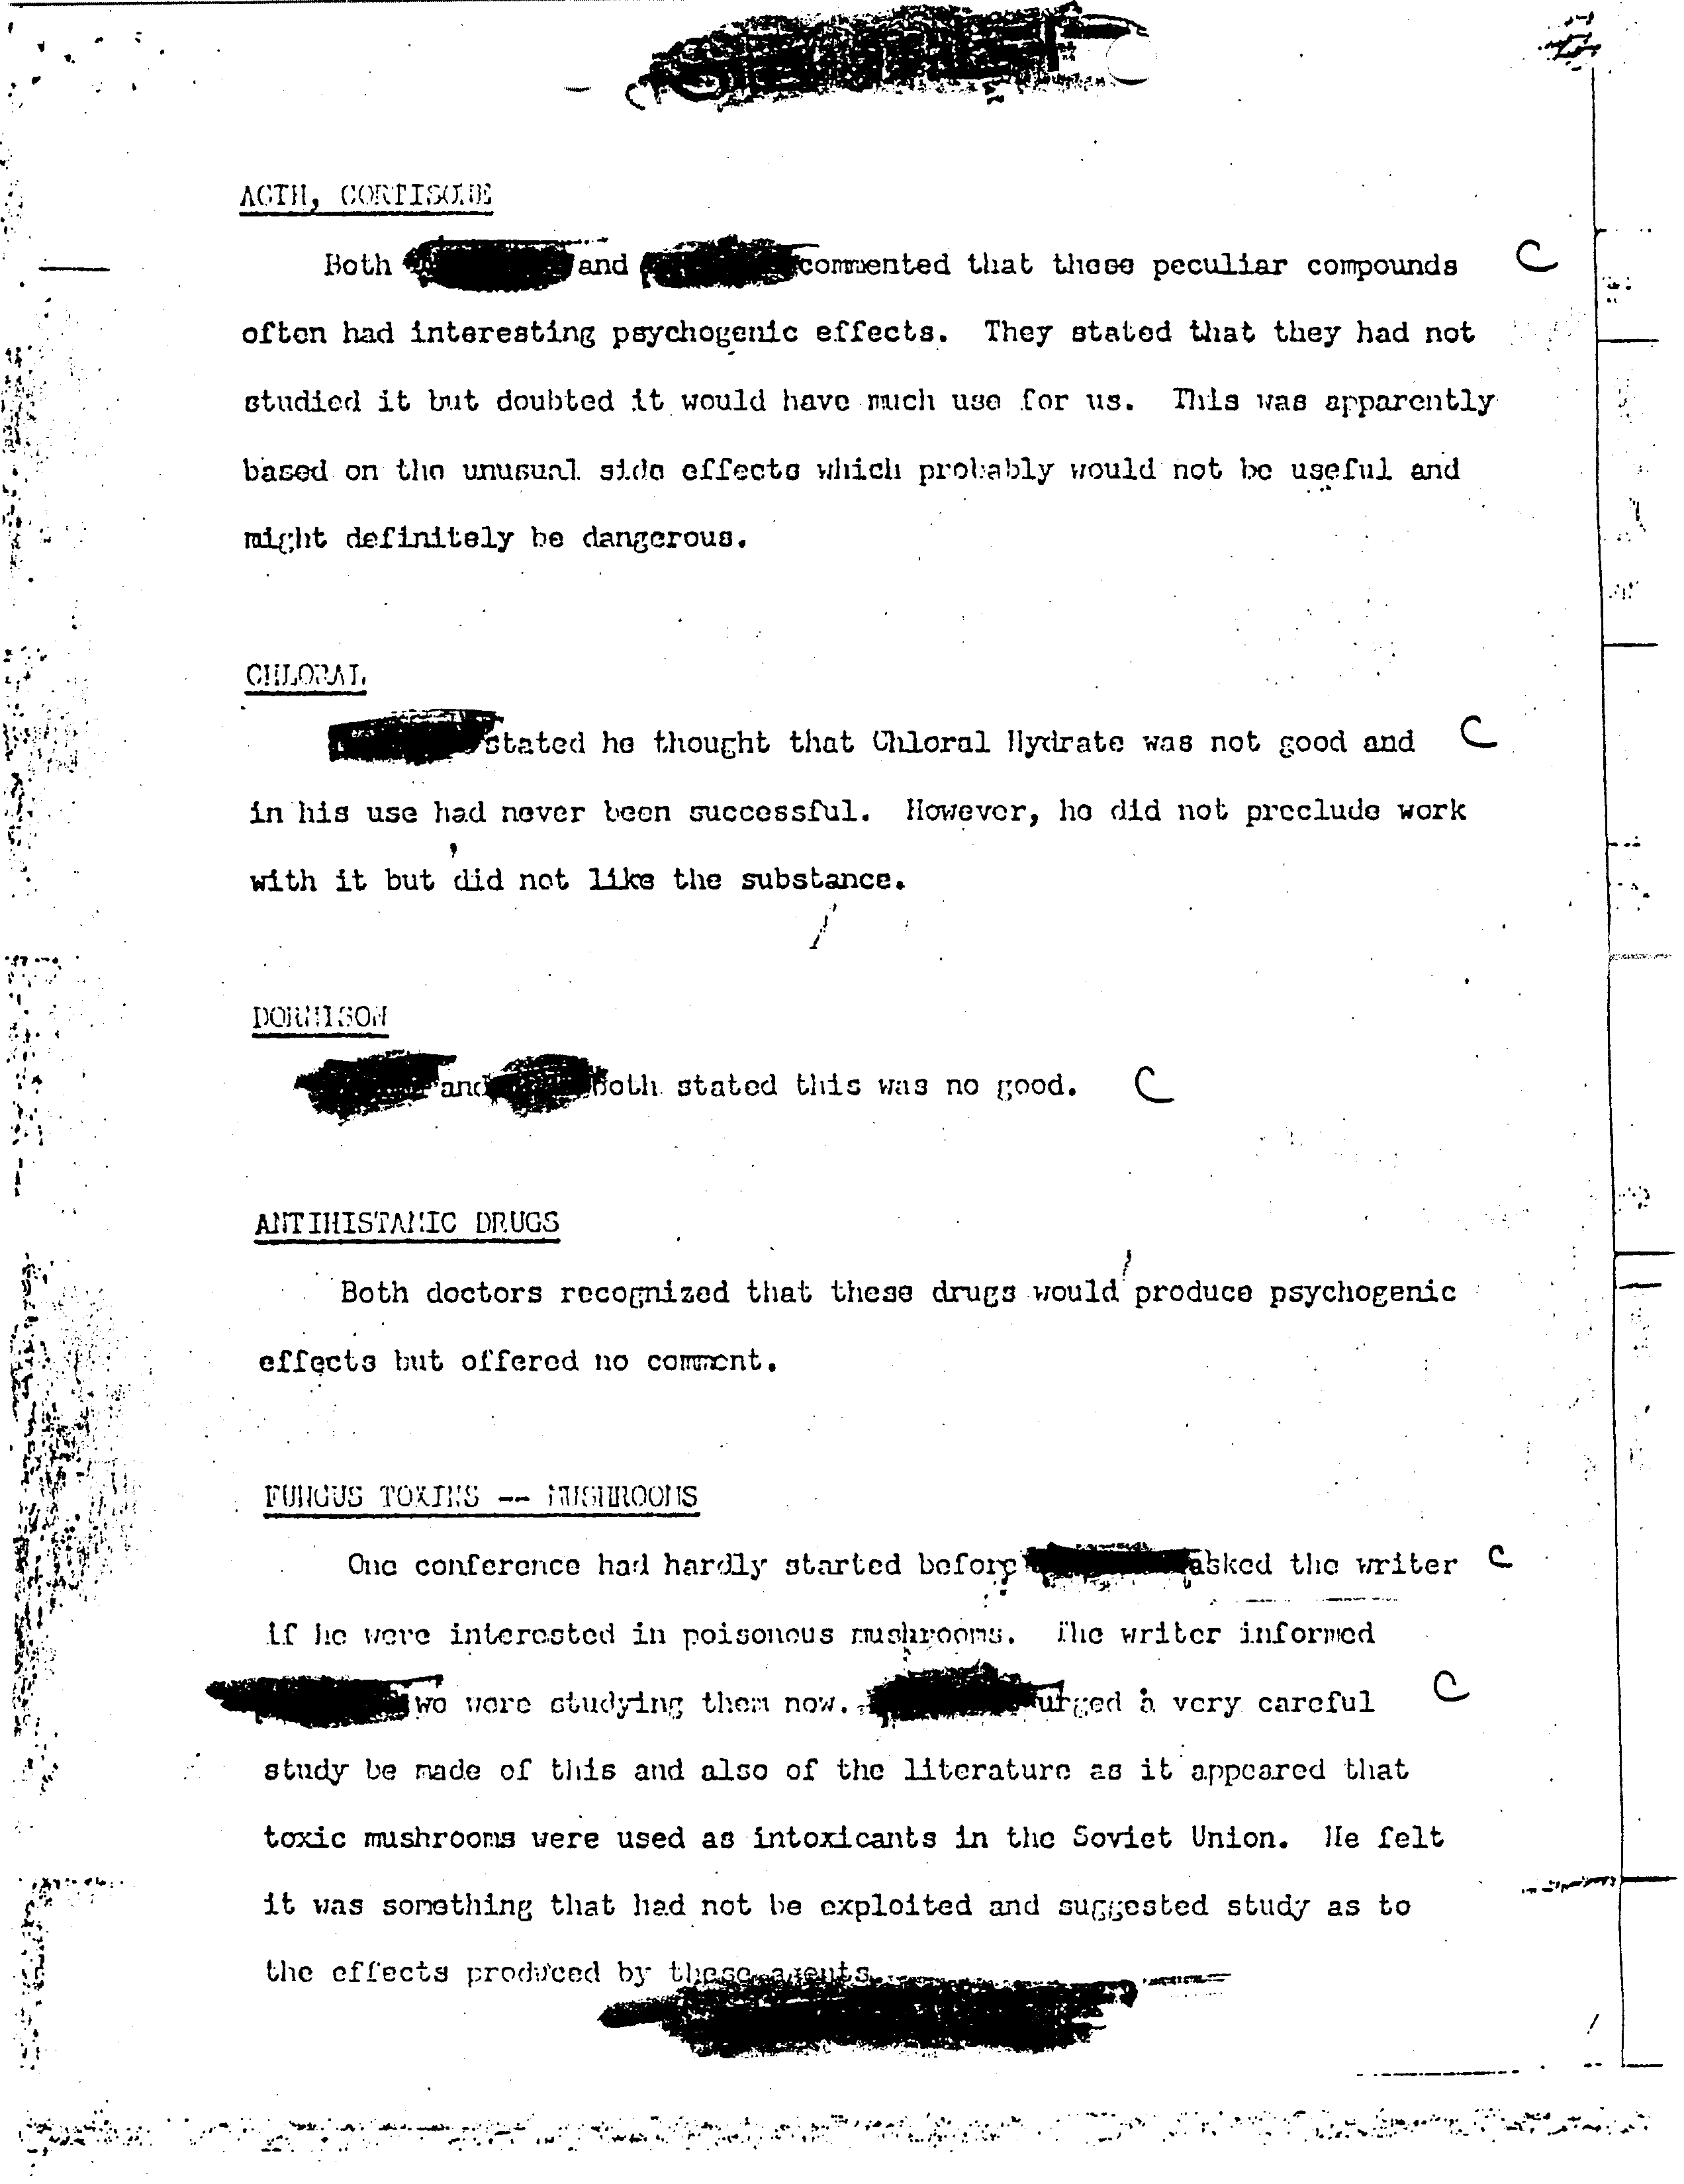 ACTH, CORTISONE
Both and commented that these peculiar compounds C
often had interesting psychogenic effects. They stated that they had not
studied it but doubted it would have much use for us. This was apparently
based on the unusual side effects which probably would not be useful and
might definitely be dangerous.
CHLORAL
stated he thought that Chloral Hydrate was not good and C
in his use had never been successful. However, he did not preclude work
with it but did not like the substance.
DORMISON
and both stated this was no good. C
ANTIHISTAMIC DRUGS
Both doctors recognized that these drugs would produce psychogenic
effects but offered no comment.
FUNGUS TOXINS -- MUSHROOMS
One conference had hardly started before asked the writer C
if he were interested in poisonous mushrooms. The writer informed
we were studying them now. urged a very careful C
study be made of this and also of the literature as it appeared that
toxic mushrooms were used as intoxicants in the Soviet Union. He felt
it was something that had not be exploited and suggested study as to
the effects produced by these agents.